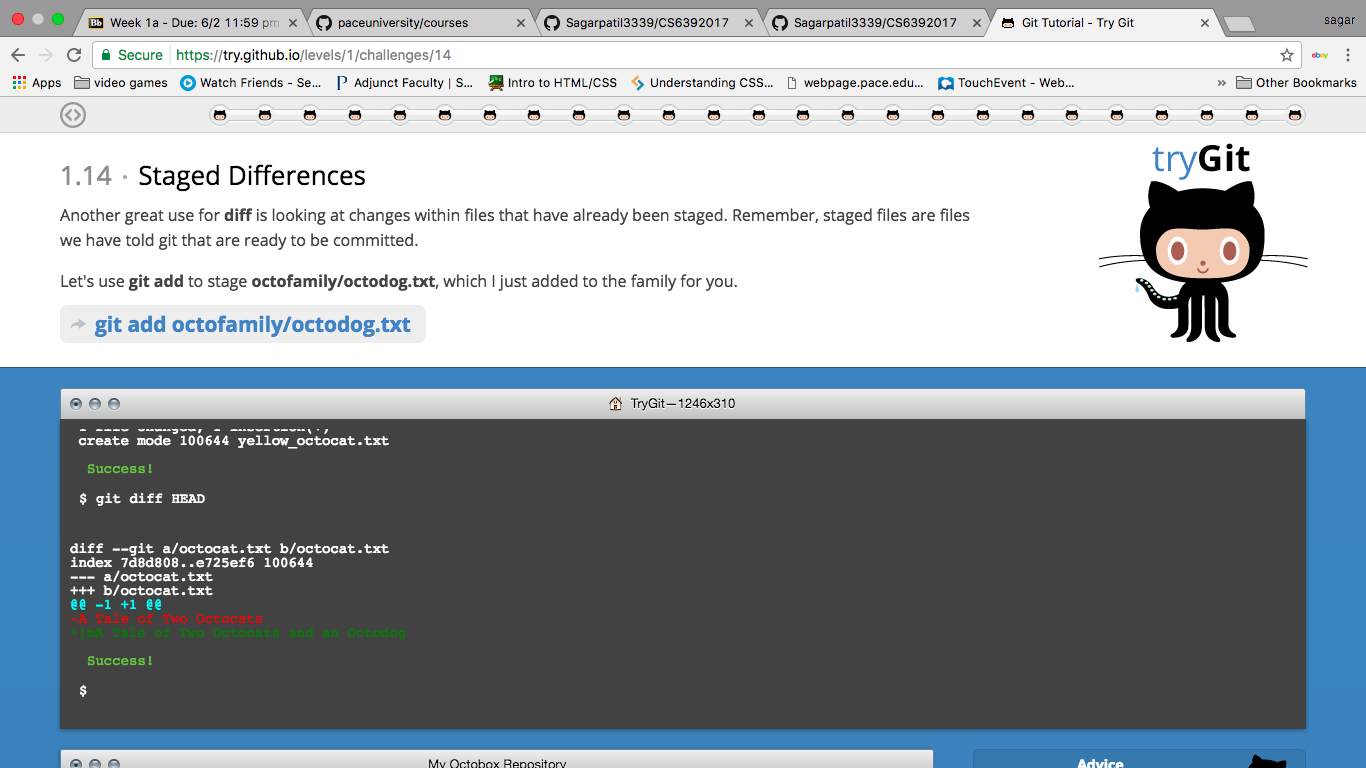 Week 1a - Due: 6/2 11:59 pm
paceuniversity/courses
Sagarpatil3339/CS6392017
Sagarpatil3339/CS6392017
Git Tutorial - Try Git
sagar
Secure https://try.github.io/levels/1/challenges/14
ebay
Apps video games Watch Friends - Se... Adjunct Faculty | S... Intro to HTML/CSS Understanding CSS... webpage.pace.edu... TouchEvent - Web... » Other Bookmarks
tryGit
1.14 · Staged Differences
Another great use for diff is looking at changes within files that have already been staged. Remember, staged files are files
we have told git that are ready to be committed.
Let's use git add to stage octofamily/octodog.txt, which I just added to the family for you.
git add octofamily/octodog.txt
TryGit—1246x310
1 file changed, 1 insertion(+)
create mode 100644 yellow_octocat.txt
Success!
$ git diff HEAD
diff --git a/octocat.txt b/octocat.txt
index 7d8d808..e725ef6 100644
--- a/octocat.txt
+++ b/octocat.txt
@@ -1 +1 @@
-A Tale of Two Octocats
A Tale of Two Octocats and an Octodog
Success!
$
My Octobox Repository
Advice